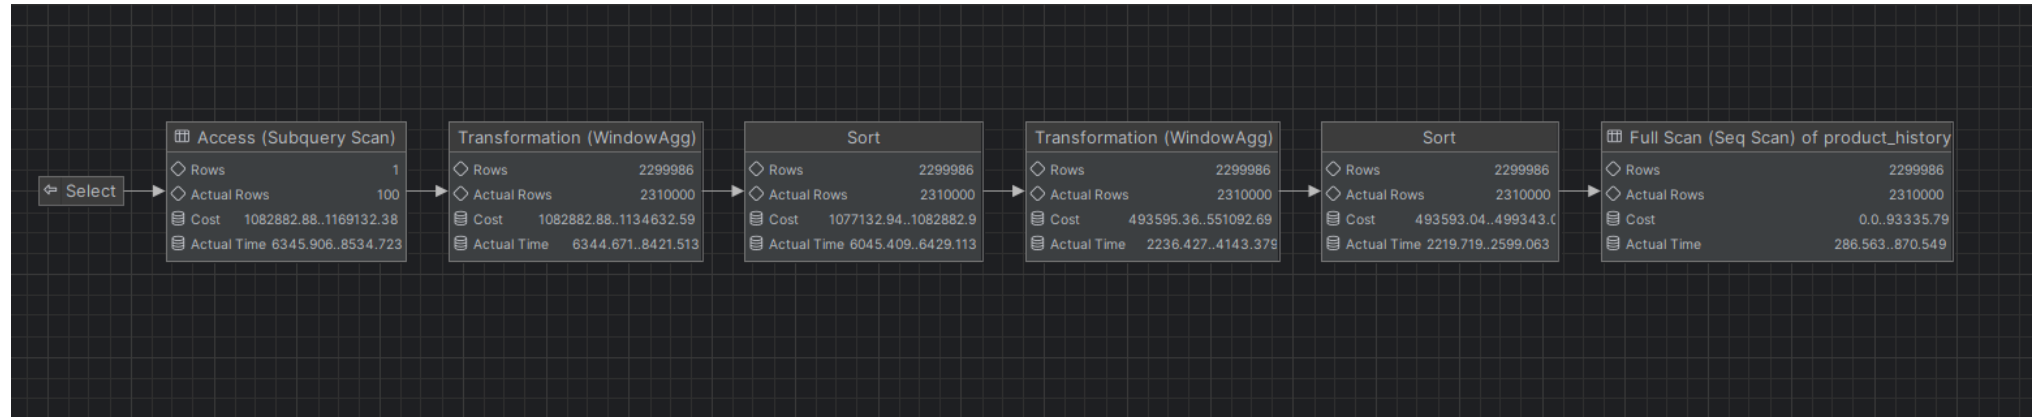 Select
Access (Subquery Scan)
Rows 1
Actual Rows 100
Cost 1082882.88..1169132.38
Actual Time 6345.906..8534.723
Transformation (WindowAgg)
Rows 2299986
Actual Rows 2310000
Cost 1082882.88..1134632.59
Actual Time 6344.671..8421.513
Sort
Rows 2299986
Actual Rows 2310000
Cost 1077132.94..1082882.9
Actual Time 6045.409..6429.113
Transformation (WindowAgg)
Rows 2299986
Actual Rows 2310000
Cost 493595.36..551092.69
Actual Time 2236.427..4143.379
Sort
Rows 2299986
Actual Rows 2310000
Cost 493593.04..499343.0
Actual Time 2219.719..2599.063
Full Scan (Seq Scan) of product_history
Rows 2299986
Actual Rows 2310000
Cost 0.0..93335.79
Actual Time 286.563..870.549